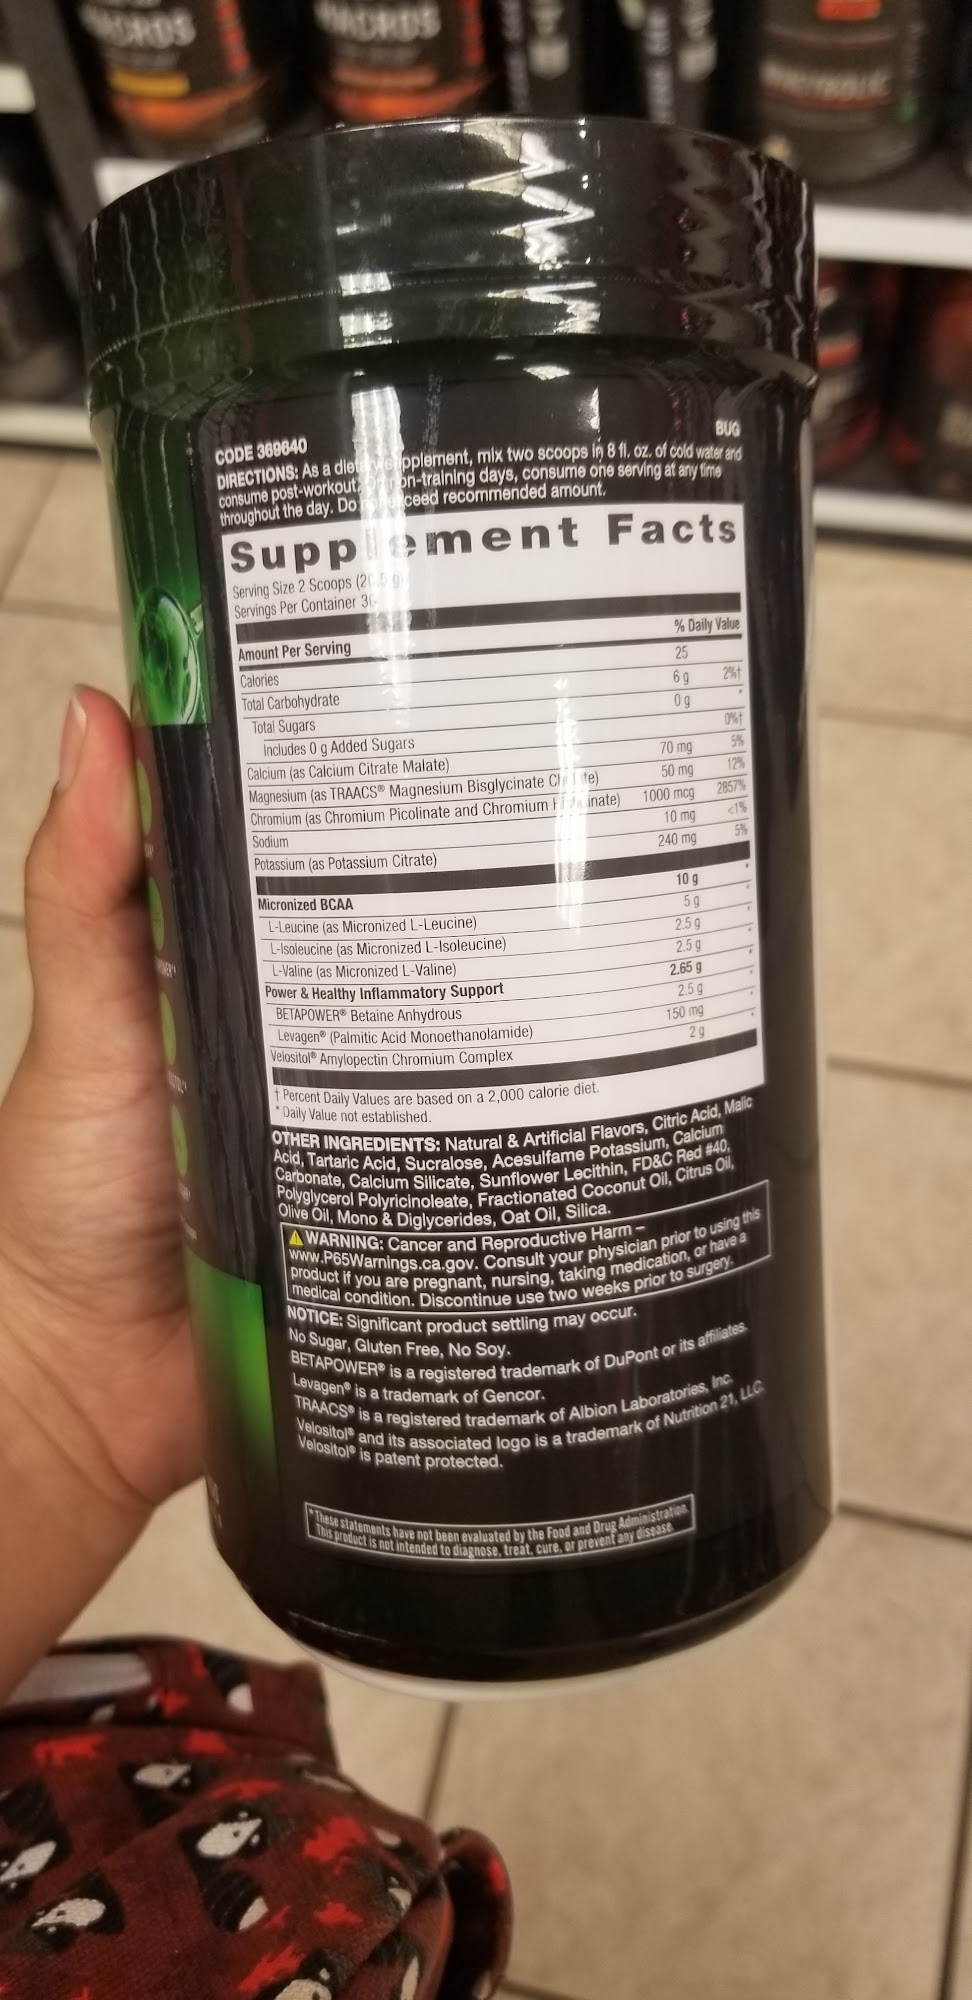 MACROS
MACROS
CODE 369640
BUG
DIRECTIONS: As a supplement, mix two scoops in 8 fl. oz. of cold water and
consume post-workout. non-training days, consume one serving at any time
throughout the day. Do exceed recommended amount.
Supplement Facts
Serving Size 2 Scoops
Servings Per Container
% Daily Value
Amount Per Serving
Calories 25
Total Carbohydrate 6 g 2%†
Total Sugars 0 g *
Includes 0 g Added Sugars 0%†
Calcium (as Calcium Citrate Malate) 70 mg 5%
Magnesium (as TRAACS® Magnesium Bisglycinate 50 mg 12%
Chromium (as Chromium Picolinate and Chromium 1000 mcg 2857%
Sodium 10 mg <1%
Potassium (as Potassium Citrate) 240 mg 5%
Micronized BCAA 10 g *
L-Leucine (as Micronized L-Leucine) 5 g *
L-Isoleucine (as Micronized L-Isoleucine) 2.5 g *
L-Valine (as Micronized L-Valine) 2.5 g *
Power & Healthy Inflammatory Support 2.65 g *
BETAPOWER® Betaine Anhydrous 2.5 g *
Levagen® (Palmitic Acid Monoethanolamide) 150 mg *
Velositol® Amylopectin Chromium Complex 2 g *
† Percent Daily Values are based on a 2,000 calorie diet.
* Daily Value not established.
OTHER INGREDIENTS: Natural & Artificial Flavors, Citric Acid, Malic
Acid, Tartaric Acid, Sucralose, Acesulfame Potassium, Calcium
Carbonate, Calcium Silicate, Sunflower Lecithin, FD&C Red #40,
Polyglycerol Polyricinoleate, Fractionated Coconut Oil, Citrus Oil,
Olive Oil, Mono & Diglycerides, Oat Oil, Silica.
WARNING: Cancer and Reproductive Harm –
www.P65Warnings.ca.gov. Consult your physician prior to using this
product if you are pregnant, nursing, taking medication, or have a
medical condition. Discontinue use two weeks prior to surgery.
NOTICE: Significant product settling may occur.
No Sugar, Gluten Free, No Soy.
BETAPOWER® is a registered trademark of DuPont or its affiliates.
Levagen® is a trademark of Gencor.
TRAACS® is a registered trademark of Albion Laboratories, Inc.
Velositol® and its associated logo is a trademark of Nutrition 21, LLC.
Velositol® is patent protected.
*These statements have not been evaluated by the Food and Drug Administration.
This product is not intended to diagnose, treat, cure, or prevent any disease.